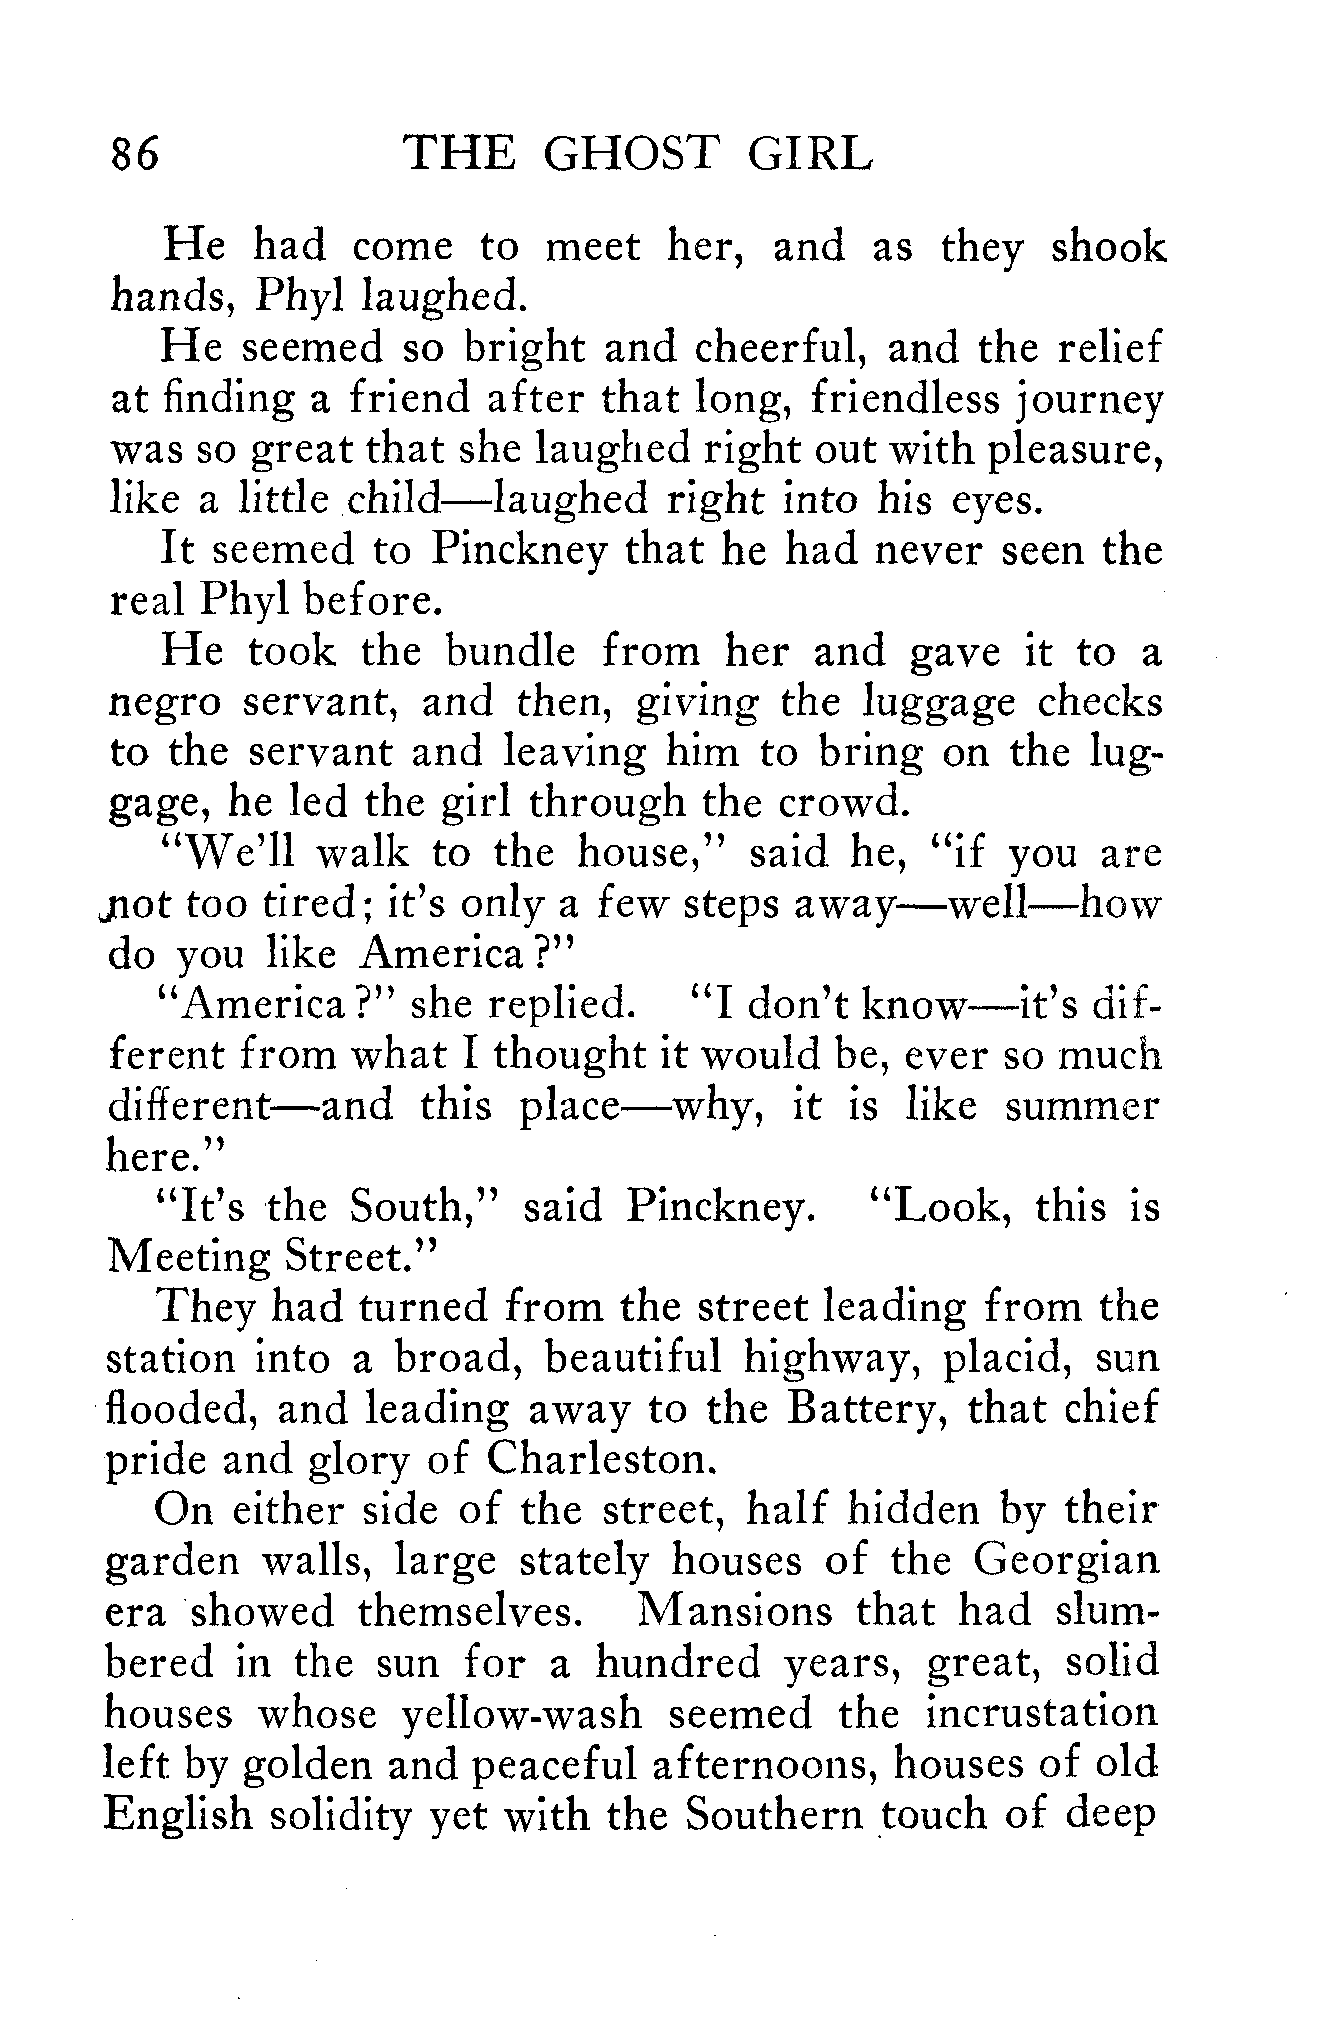 86 THE GHOST GIRL
He had come to meet her, and as they shook
hands, Phyl laughed.
He seemed so bright and cheerful, and the relief
at finding a friend after that long, friendless journey
was so great that she laughed right out with pleasure,
like a little child—laughed right into his eyes.
It seemed to Pinckney that he had never seen the
real Phyl before.
He took the bundle from her and gave it to a
negro servant, and then, giving the luggage checks
to the servant and leaving him to bring on the lug-
gage, he led the girl through the crowd.
“We’ll walk to the house,” said he, “if you are
not too tired; it’s only a few steps away—well—how
do you like America?”
“America?” she replied. “I don’t know—it’s dif-
ferent from what I thought it would be, ever so much
different—and this place—why, it is like summer
here.”
“It’s the South,” said Pinckney. “Look, this is
Meeting Street.”
They had turned from the street leading from the
station into a broad, beautiful highway, placid, sun
flooded, and leading away to the Battery, that chief
pride and glory of Charleston.
On either side of the street, half hidden by their
garden walls, large stately houses of the Georgian
era showed themselves. Mansions that had slum-
bered in the sun for a hundred years, great, solid
houses whose yellow-wash seemed the incrustation
left by golden and peaceful afternoons, houses of old
English solidity yet with the Southern touch of deep